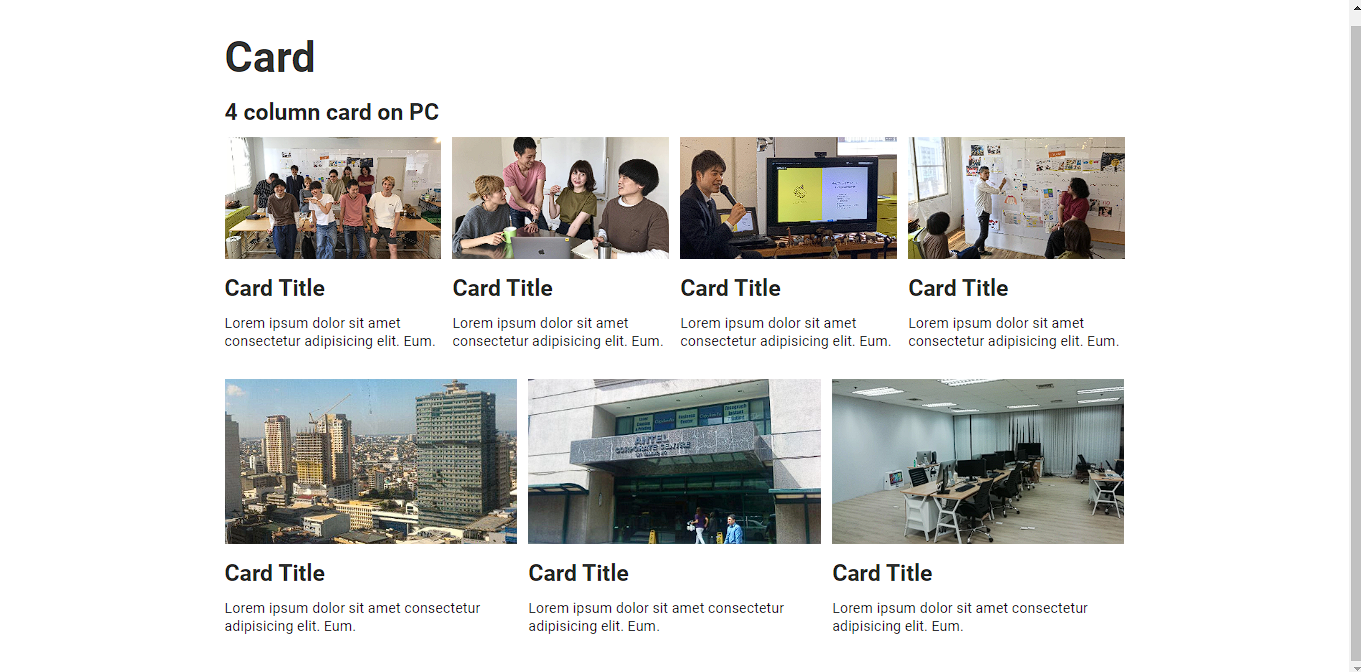 Card
4 column card on PC
Card Title
Lorem ipsum dolor sit amet
consectetur adipisicing elit. Eum.
Card Title
Lorem ipsum dolor sit amet
consectetur adipisicing elit. Eum.
Card Title
Lorem ipsum dolor sit amet
consectetur adipisicing elit. Eum.
Card Title
Lorem ipsum dolor sit amet
consectetur adipisicing elit. Eum.
ANTEL
CORPORATE CENTRE
Card Title
Lorem ipsum dolor sit amet consectetur
adipisicing elit. Eum.
Card Title
Lorem ipsum dolor sit amet consectetur
adipisicing elit. Eum.
Card Title
Lorem ipsum dolor sit amet consectetur
adipisicing elit. Eum.